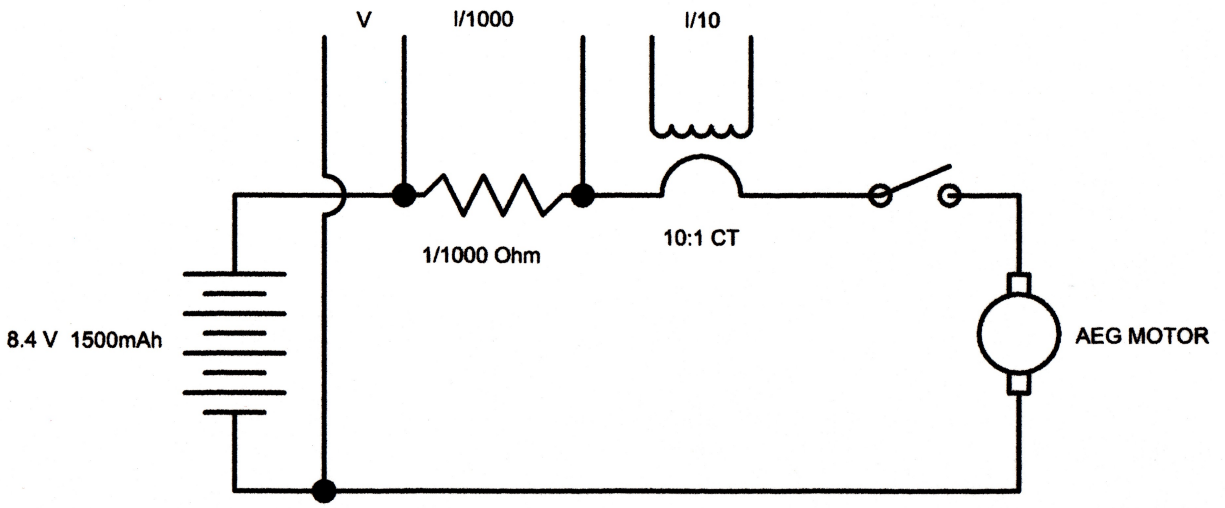 V
I/1000
I/10
1/1000 Ohm
10:1 CT
8.4 V 1500mAh
AEG MOTOR